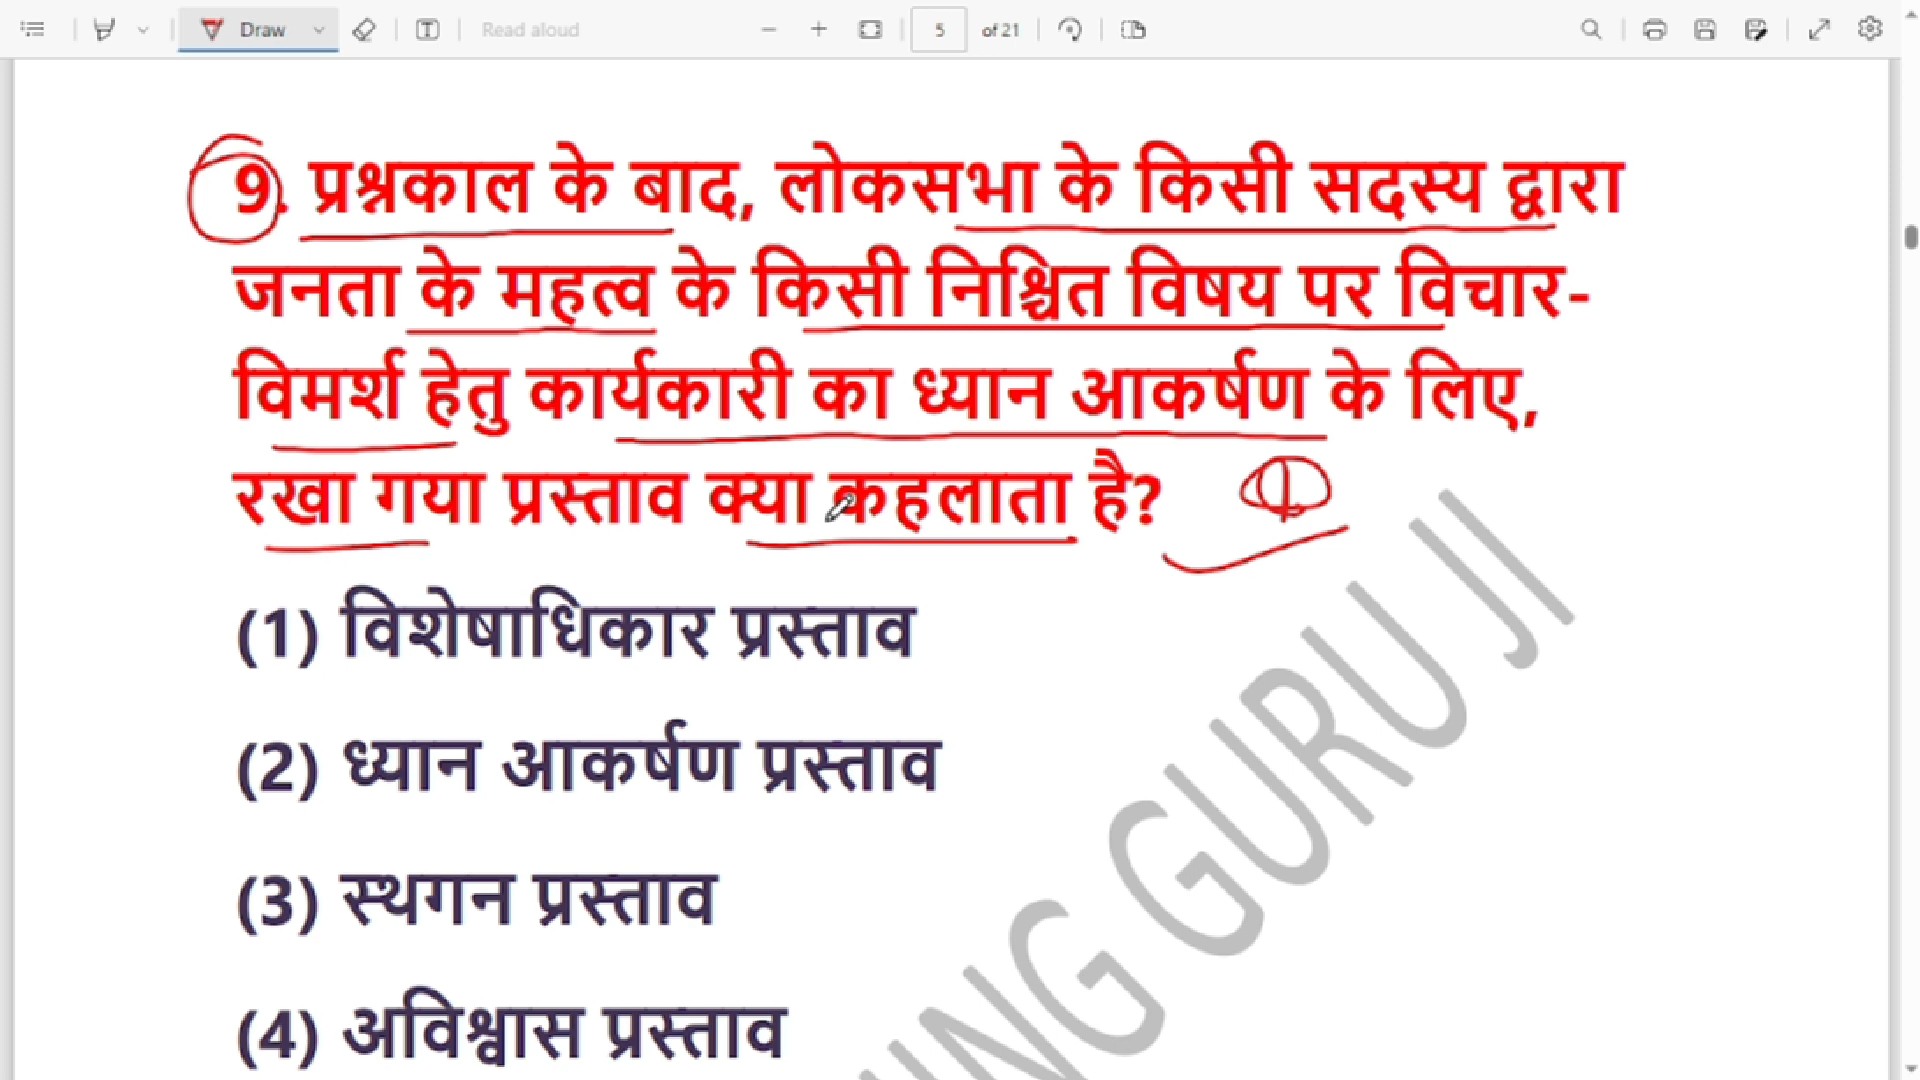 Draw
Read aloud
5
of 21
9. प्रश्नकाल के बाद, लोकसभा के किसी सदस्य द्वारा
जनता के महत्व के किसी निश्चित विषय पर विचार-
विमर्श हेतु कार्यकारी का ध्यान आकर्षण के लिए,
रखा गया प्रस्ताव क्या कहलाता है?
(1) विशेषाधिकार प्रस्ताव
(2) ध्यान आकर्षण प्रस्ताव
(3) स्थगन प्रस्ताव
(4) अविश्वास प्रस्ताव
GURU JI